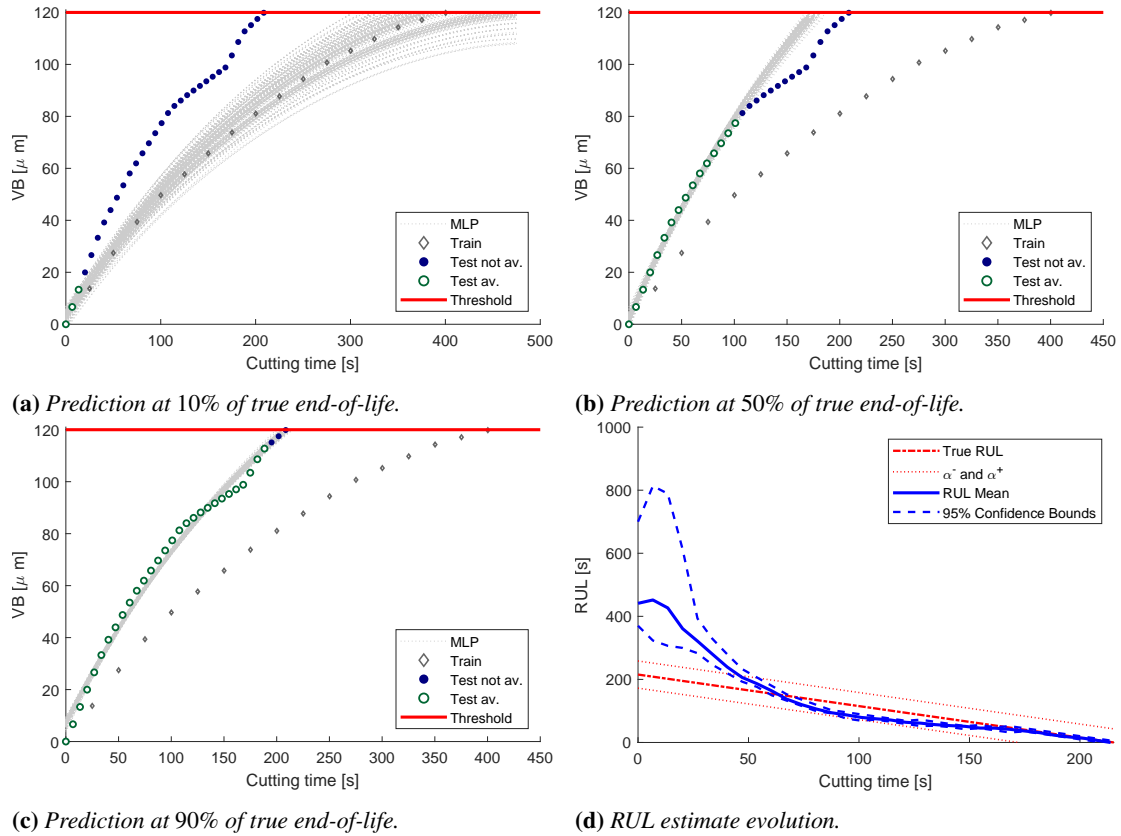 120
100
80
60
40
20
0
VB [μ m]
0 100 200 300 400 500
Cutting time [s]
MLP
Train
Test not av.
Test av.
Threshold
(a) Prediction at 10% of true end-of-life.
120
100
80
60
40
20
0
VB [μ m]
0 50 100 150 200 250 300 350 400 450
Cutting time [s]
MLP
Train
Test not av.
Test av.
Threshold
(b) Prediction at 50% of true end-of-life.
120
100
80
60
40
20
0
VB [μ m]
0 50 100 150 200 250 300 350 400 450
Cutting time [s]
MLP
Train
Test not av.
Test av.
Threshold
(c) Prediction at 90% of true end-of-life.
1000
800
600
400
200
0
RUL [s]
0 50 100 150 200
Cutting time [s]
True RUL
α- and α+
RUL Mean
95% Confidence Bounds
(d) RUL estimate evolution.